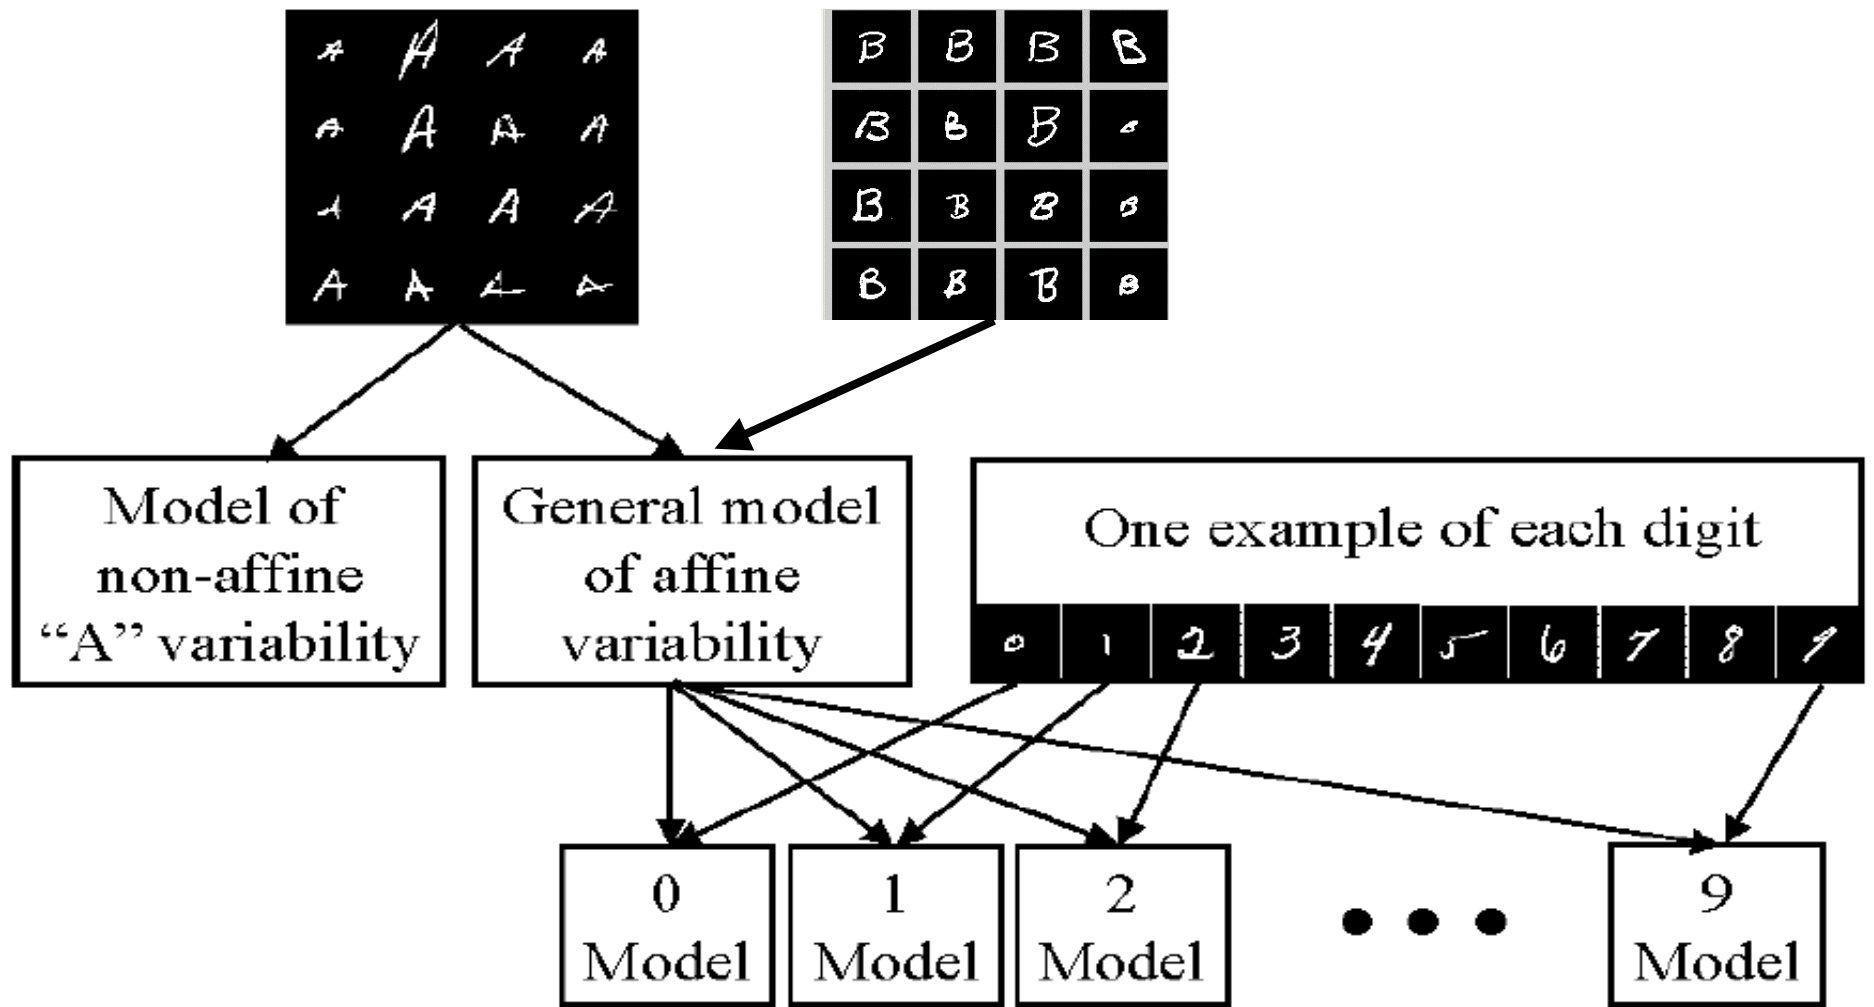 A A A A
A A A A
A A A A
A A A A
B B B B
B B B B
B B B B
B B B B
Model of
non-affine
“A” variability
General model
of affine
variability
One example of each digit
0 1 2 3 4 5 6 7 8 9
0
Model
1
Model
2
Model
9
Model